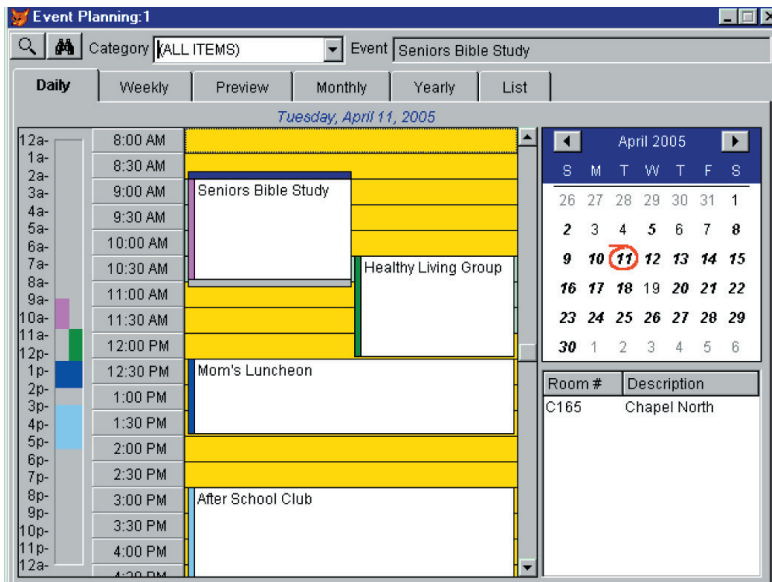 Event Planning:1
Category (ALL ITEMS) Event Seniors Bible Study
Daily Weekly Preview Monthly Yearly List
Tuesday, April 11, 2005
12a-
1a-
2a-
3a-
4a-
5a-
6a-
7a-
8a-
9a-
10a-
11a-
12p-
1p-
2p-
3p-
4p-
5p-
6p-
7p-
8p-
9p-
10p-
11p-
12a-
8:00 AM
8:30 AM
9:00 AM Seniors Bible Study
9:30 AM
10:00 AM
10:30 AM Healthy Living Group
11:00 AM
11:30 AM
12:00 PM
12:30 PM Mom's Luncheon
1:00 PM
1:30 PM
2:00 PM
2:30 PM
3:00 PM After School Club
3:30 PM
4:00 PM
4:30 PM
April 2005
S M T W T F S
26 27 28 29 30 31 1
2 3 4 5 6 7 8
9 10 11 12 13 14 15
16 17 18 19 20 21 22
23 24 25 26 27 28 29
30 1 2 3 4 5 6
Room # Description
C165 Chapel North